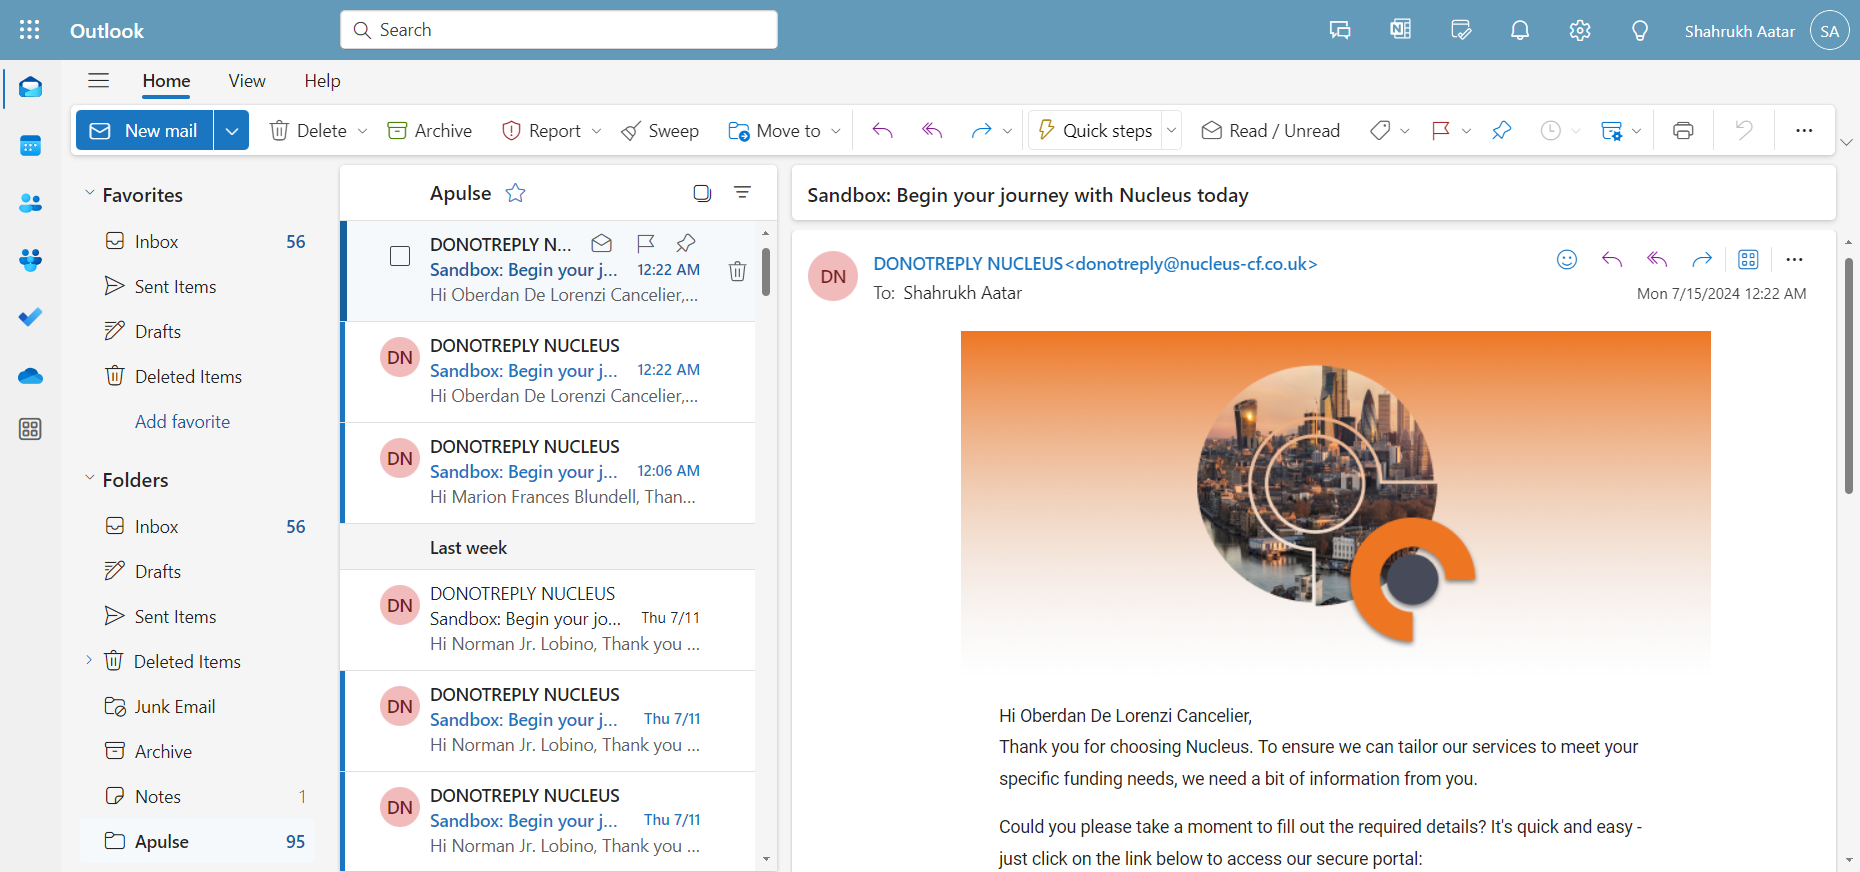 Outlook
Search
Shahrukh Aatar
SA
Home
View
Help
New mail
Delete
Archive
Report
Sweep
Move to
Quick steps
Read / Unread
Favorites
Inbox 56
Sent Items
Drafts
Deleted Items
Add favorite
Folders
Inbox 56
Drafts
Sent Items
Deleted Items
Junk Email
Archive
Notes 1
Apulse 95
Apulse
DONOTREPLY N...
Sandbox: Begin your j... 12:22 AM
Hi Oberdan De Lorenzi Cancelier,...
DN
DONOTREPLY NUCLEUS
Sandbox: Begin your j... 12:22 AM
Hi Oberdan De Lorenzi Cancelier,...
DN
DONOTREPLY NUCLEUS
Sandbox: Begin your j... 12:06 AM
Hi Marion Frances Blundell, Than...
Last week
DN
DONOTREPLY NUCLEUS
Sandbox: Begin your jo... Thu 7/11
Hi Norman Jr. Lobino, Thank you ...
DN
DONOTREPLY NUCLEUS
Sandbox: Begin your j... Thu 7/11
Hi Norman Jr. Lobino, Thank you ...
DN
DONOTREPLY NUCLEUS
Sandbox: Begin your j... Thu 7/11
Hi Norman Jr. Lobino, Thank you ...
Sandbox: Begin your journey with Nucleus today
DN
DONOTREPLY NUCLEUS<donotreply@nucleus-cf.co.uk>
To: Shahrukh Aatar
Mon 7/15/2024 12:22 AM
Hi Oberdan De Lorenzi Cancelier,
Thank you for choosing Nucleus. To ensure we can tailor our services to meet your
specific funding needs, we need a bit of information from you.
Could you please take a moment to fill out the required details? It's quick and easy -
just click on the link below to access our secure portal: